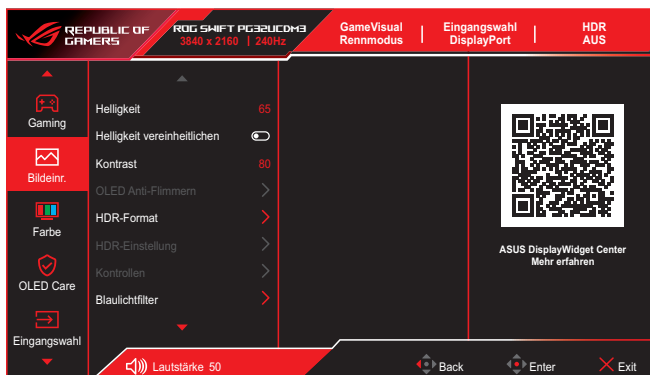 REPUBLIC OF
GAMERS
ROG SWIFT PG32UCDM3
3840 x 2160 | 240Hz
GameVisual
Rennmodus
Eingangswahl
DisplayPort
HDR
AUS
Gaming
Bildeinr.
Farbe
OLED Care
Eingangswahl
Helligkeit 65
Helligkeit vereinheitlichen
Kontrast 80
OLED Anti-Flimmern
HDR-Format
HDR-Einstellung
Kontrollen
Blaulichtfilter
ASUS DisplayWidget Center
Mehr erfahren
Lautstärke 50
Back
Enter
Exit